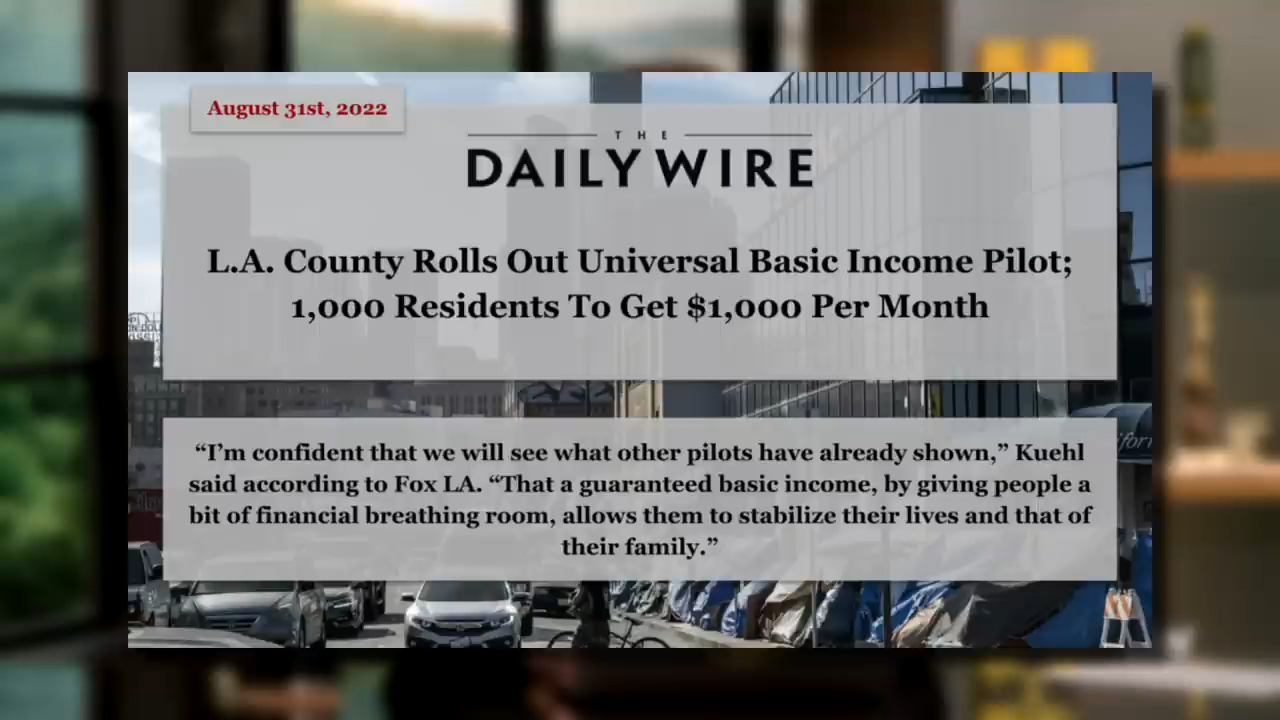 August 31st, 2022
THE
DAILY WIRE
L.A. County Rolls Out Universal Basic Income Pilot;
1,000 Residents To Get $1,000 Per Month
“I’m confident that we will see what other pilots have already shown,” Kuehl
said according to Fox LA. “That a guaranteed basic income, by giving people a
bit of financial breathing room, allows them to stabilize their lives and that of
their family.”